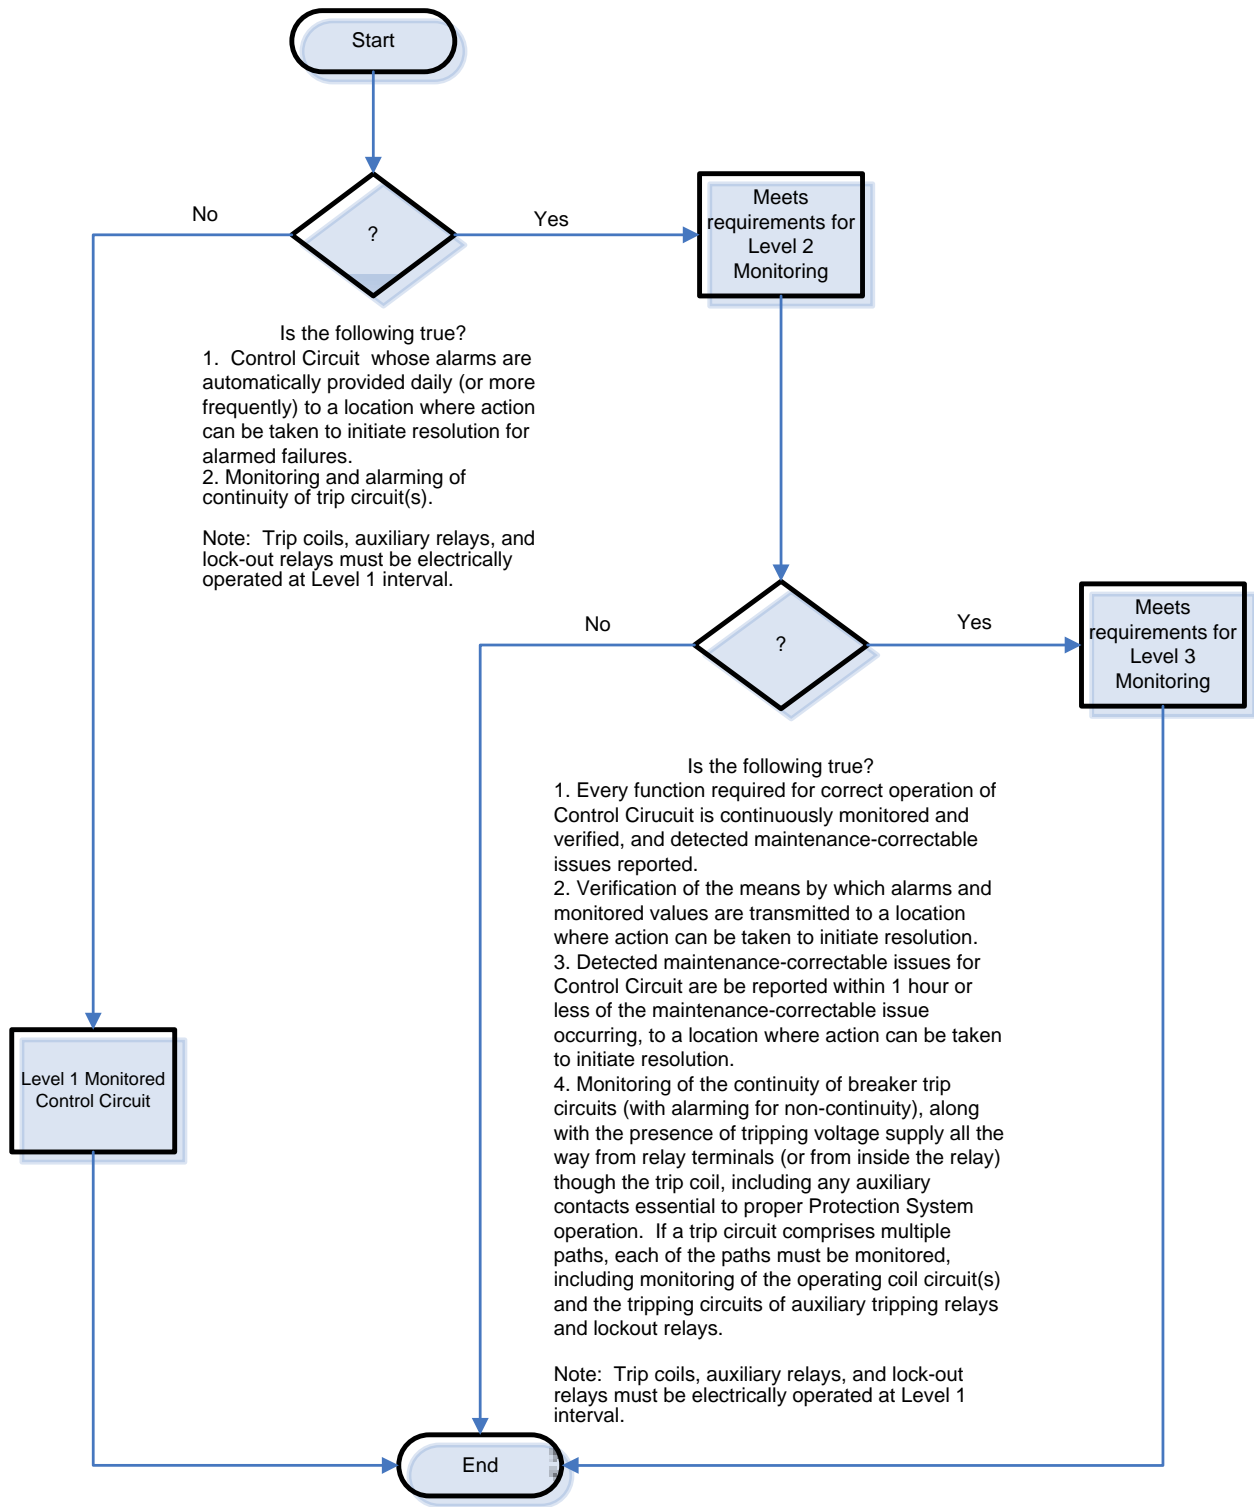 Start
No
?
Yes
Meets
requirements for
Level 2
Monitoring
Is the following true?
1.  Control Circuit  whose alarms are
automatically provided daily (or more
frequently) to a location where action
can be taken to initiate resolution for
alarmed failures.
2. Monitoring and alarming of
continuity of trip circuit(s).
Note:  Trip coils, auxiliary relays, and
lock-out relays must be electrically
operated at Level 1 interval.
No
?
Yes
Meets
requirements for
Level 3
Monitoring
Is the following true?
1. Every function required for correct operation of
Control Cirucuit is continuously monitored and
verified, and detected maintenance-correctable
issues reported.
2. Verification of the means by which alarms and
monitored values are transmitted to a location
where action can be taken to initiate resolution.
3. Detected maintenance-correctable issues for
Control Circuit are be reported within 1 hour or
less of the maintenance-correctable issue
occurring, to a location where action can be taken
to initiate resolution.
4. Monitoring of the continuity of breaker trip
circuits (with alarming for non-continuity), along
with the presence of tripping voltage supply all the
way from relay terminals (or from inside the relay)
though the trip coil, including any auxiliary
contacts essential to proper Protection System
operation.  If a trip circuit comprises multiple
paths, each of the paths must be monitored,
including monitoring of the operating coil circuit(s)
and the tripping circuits of auxiliary tripping relays
and lockout relays.
Note:  Trip coils, auxiliary relays, and lock-out
relays must be electrically operated at Level 1
interval.
Level 1 Monitored
Control Circuit
End